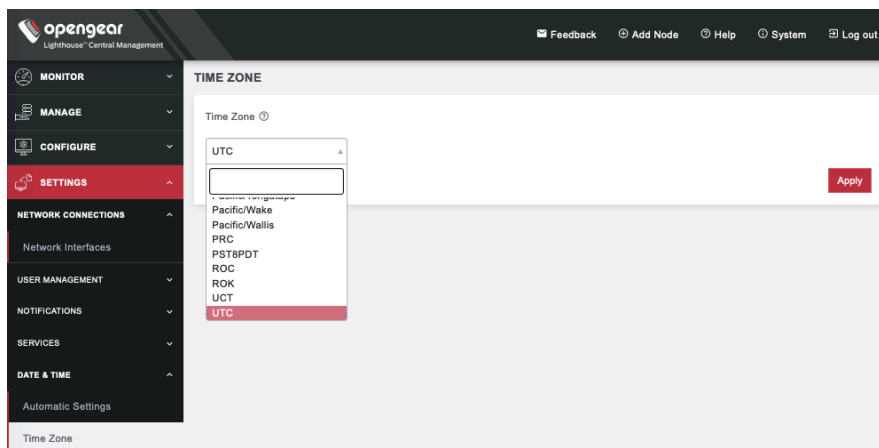 opengear
Lighthouse™ Central Management
Feedback
Add Node
Help
System
Log out
MONITOR
MANAGE
CONFIGURE
SETTINGS
NETWORK CONNECTIONS
Network Interfaces
USER MANAGEMENT
NOTIFICATIONS
SERVICES
DATE & TIME
Automatic Settings
Time Zone
TIME ZONE
Time Zone
UTC
Pacific/Tongatapu
Pacific/Wake
Pacific/Wallis
PRC
PST8PDT
ROC
ROK
UCT
UTC
Apply